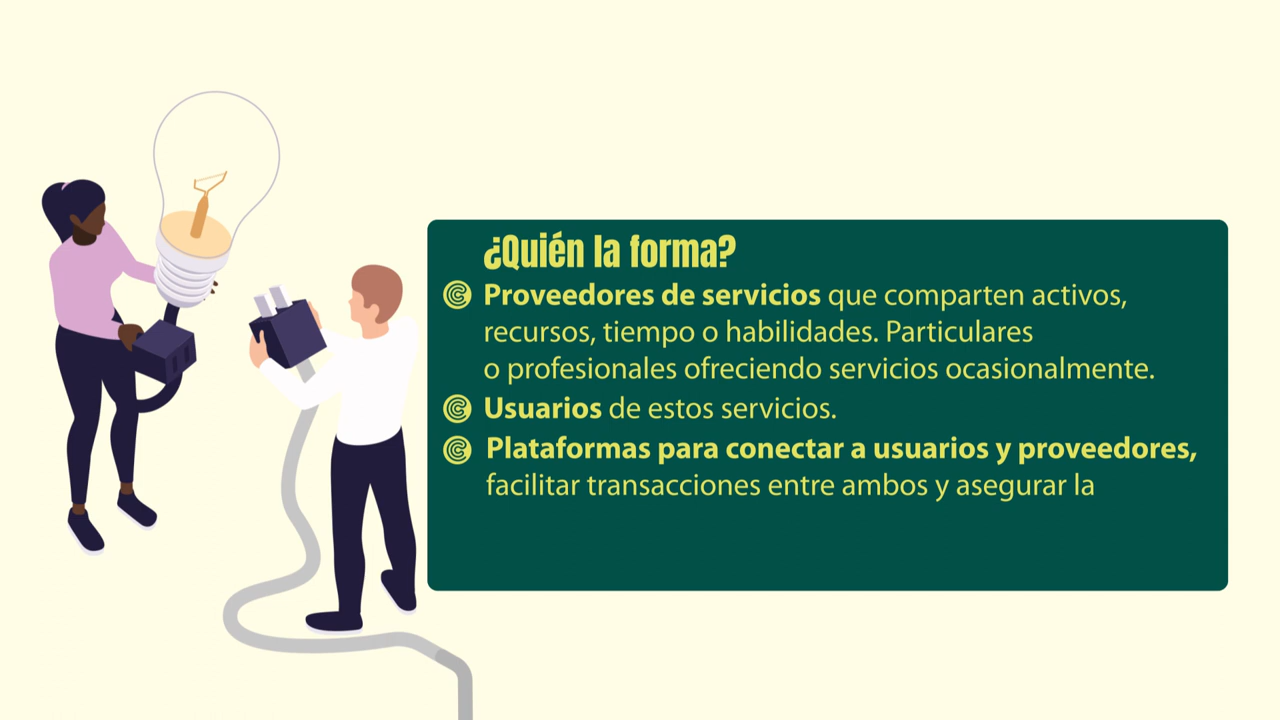 ¿Quién la forma?
Proveedores de servicios que comparten activos,
recursos, tiempo o habilidades. Particulares
o profesionales ofreciendo servicios ocasionalmente.
Usuarios de estos servicios.
Plataformas para conectar a usuarios y proveedores,
facilitar transacciones entre ambos y asegurar la